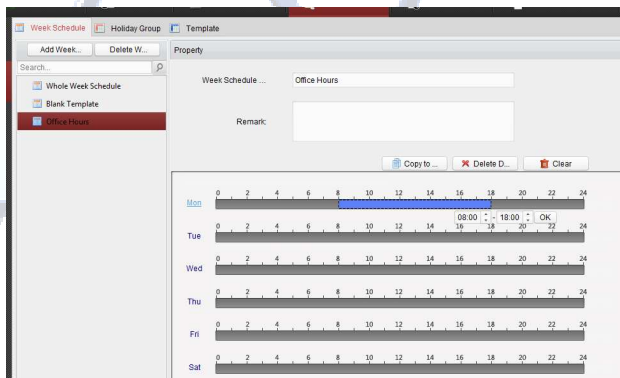 Week Schedule Holiday Group Template
Add Week... Delete W... Property
Search...
Week Schedule ... Office Hours
Whole Week Schedule
Blank Template
Office Hours
Remark:
Copy to ... Delete D... Clear
0 2 4 6 8 10 12 14 16 18 20 22 24
Mon
08:00 - 18:00 OK
0 2 4 6 8 10 12 14 16 18 20 22 24
Tue
0 2 4 6 8 10 12 14 16 18 20 22 24
Wed
0 2 4 6 8 10 12 14 16 18 20 22 24
Thu
0 2 4 6 8 10 12 14 16 18 20 22 24
Fri
0 2 4 6 8 10 12 14 16 18 20 22 24
Sat